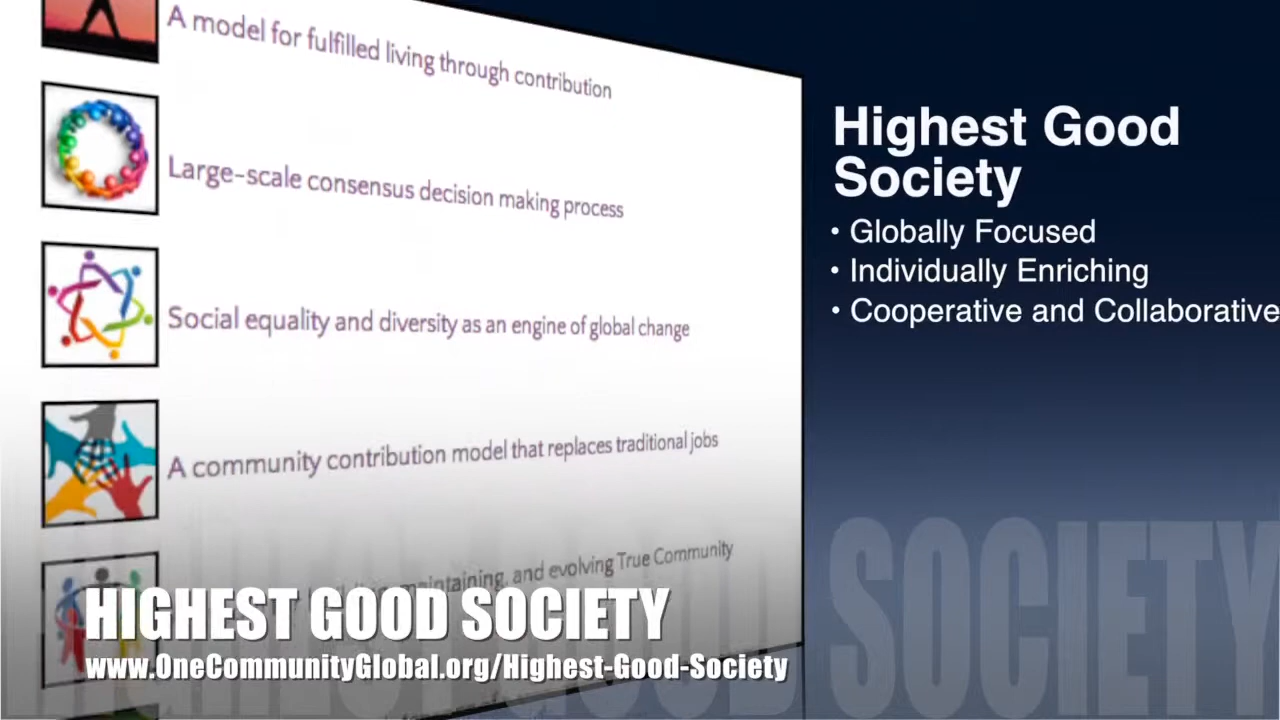 A model for fulfilled living through contribution
Large-scale consensus decision making process
Social equality and diversity as an engine of global change
A community contribution model that replaces traditional jobs
maintaining, and evolving True Community
Highest Good
Society
• Globally Focused
• Individually Enriching
• Cooperative and Collaborative
HIGHEST GOOD SOCIETY
www.OneCommunityGlobal.org/Highest-Good-Society
HIGHEST GOOD SOCIETY